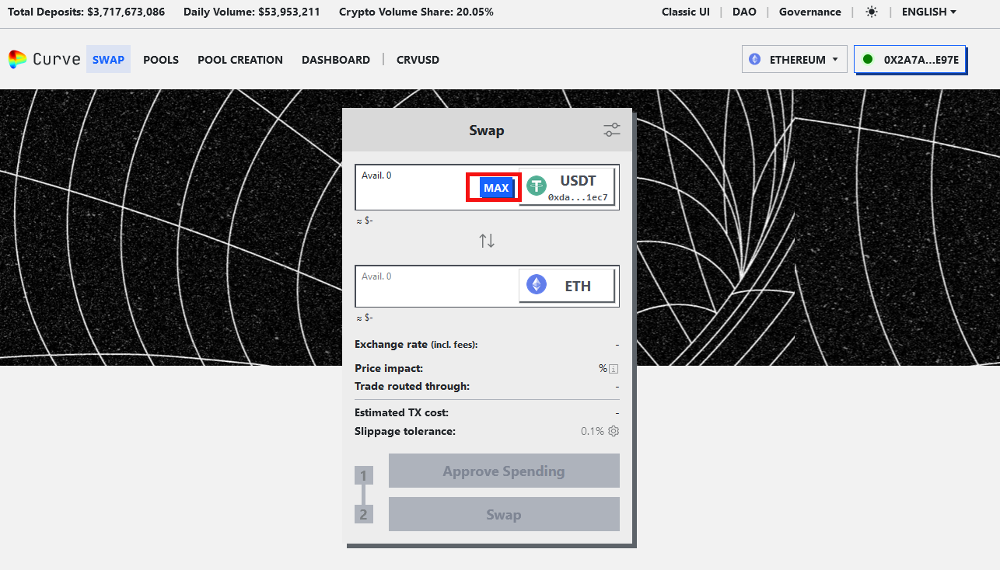 Total Deposits: $3,717,673,086 Daily Volume: $53,953,211 Crypto Volume Share: 20.05% Classic UI | DAO | Governance | | ENGLISH
Curve SWAP POOLS POOL CREATION DASHBOARD | CRVUSD ETHEREUM 0X2A7A...E97E
Swap
Avail. 0
MAX
USDT
0xda...1ec7
≈ $-
Avail. 0
ETH
≈ $-
Exchange rate (incl. fees): -
Price impact: %
Trade routed through: -
Estimated TX cost: -
Slippage tolerance: 0.1%
1 Approve Spending
2 Swap